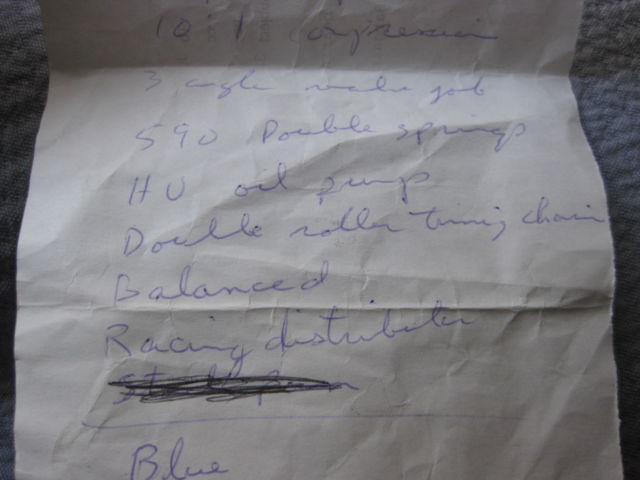 10:1 Compression
3 angle valve job
590 Double springs
HV oil pump
Double roller timing chain
Balanced
Racing distributor
Blue